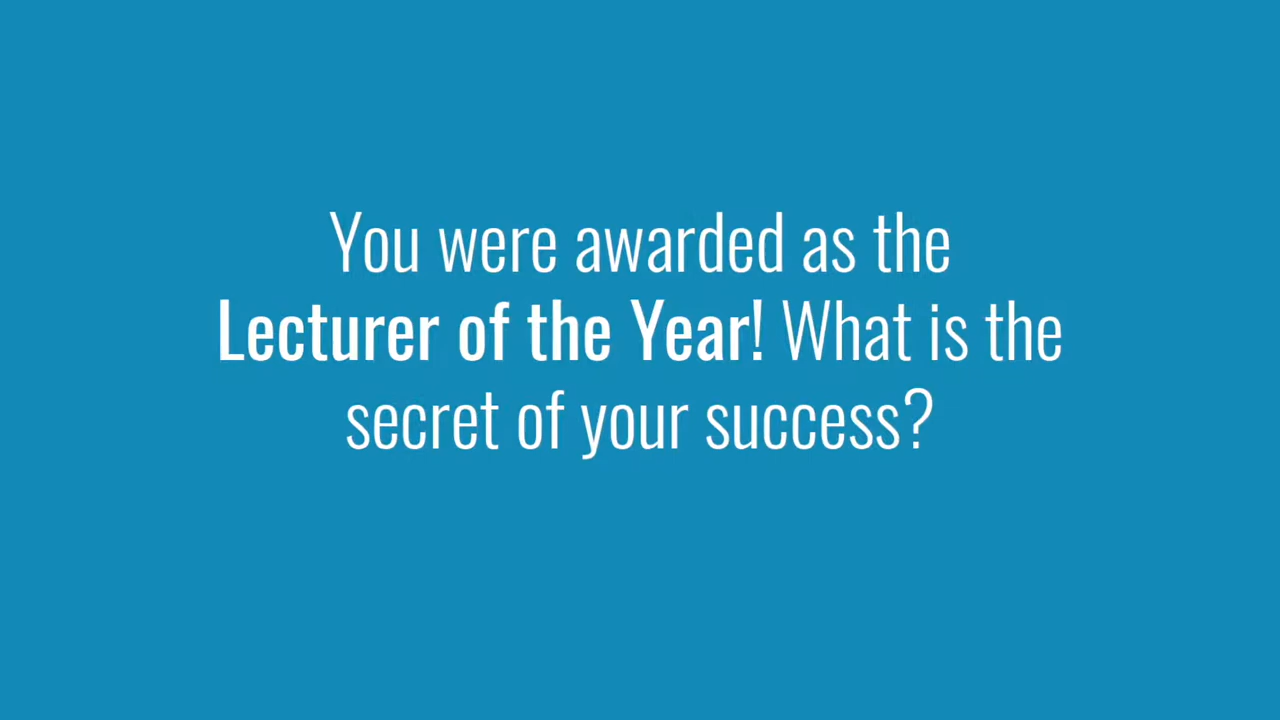 You were awarded as the
Lecturer of the Year! What is the
secret of your success?